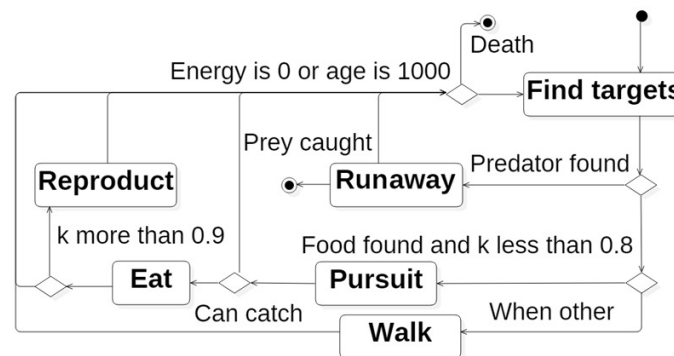 Death
Energy is 0 or age is 1000
Find targets
Prey caught
Predator found
Reproduct
Runaway
k more than 0.9
Food found and k less than 0.8
Eat
Pursuit
Can catch
When other
Walk